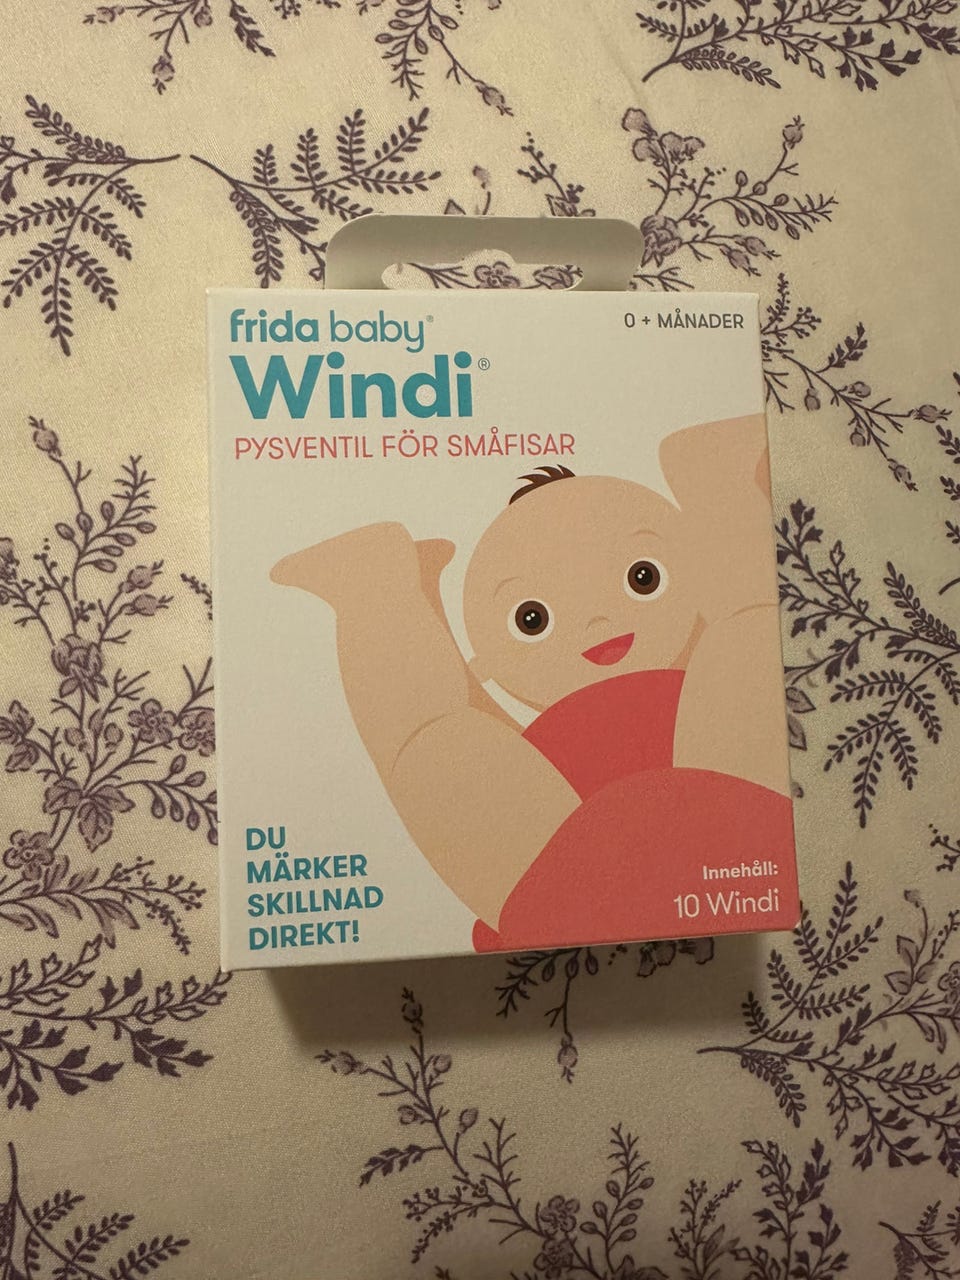 frida baby®
0 + MÅNADER
Windi®
PYSVENTIL FÖR SMÅFISAR
DU
MÄRKER
SKILLNAD
DIREKT!
Innehåll:
10 Windi